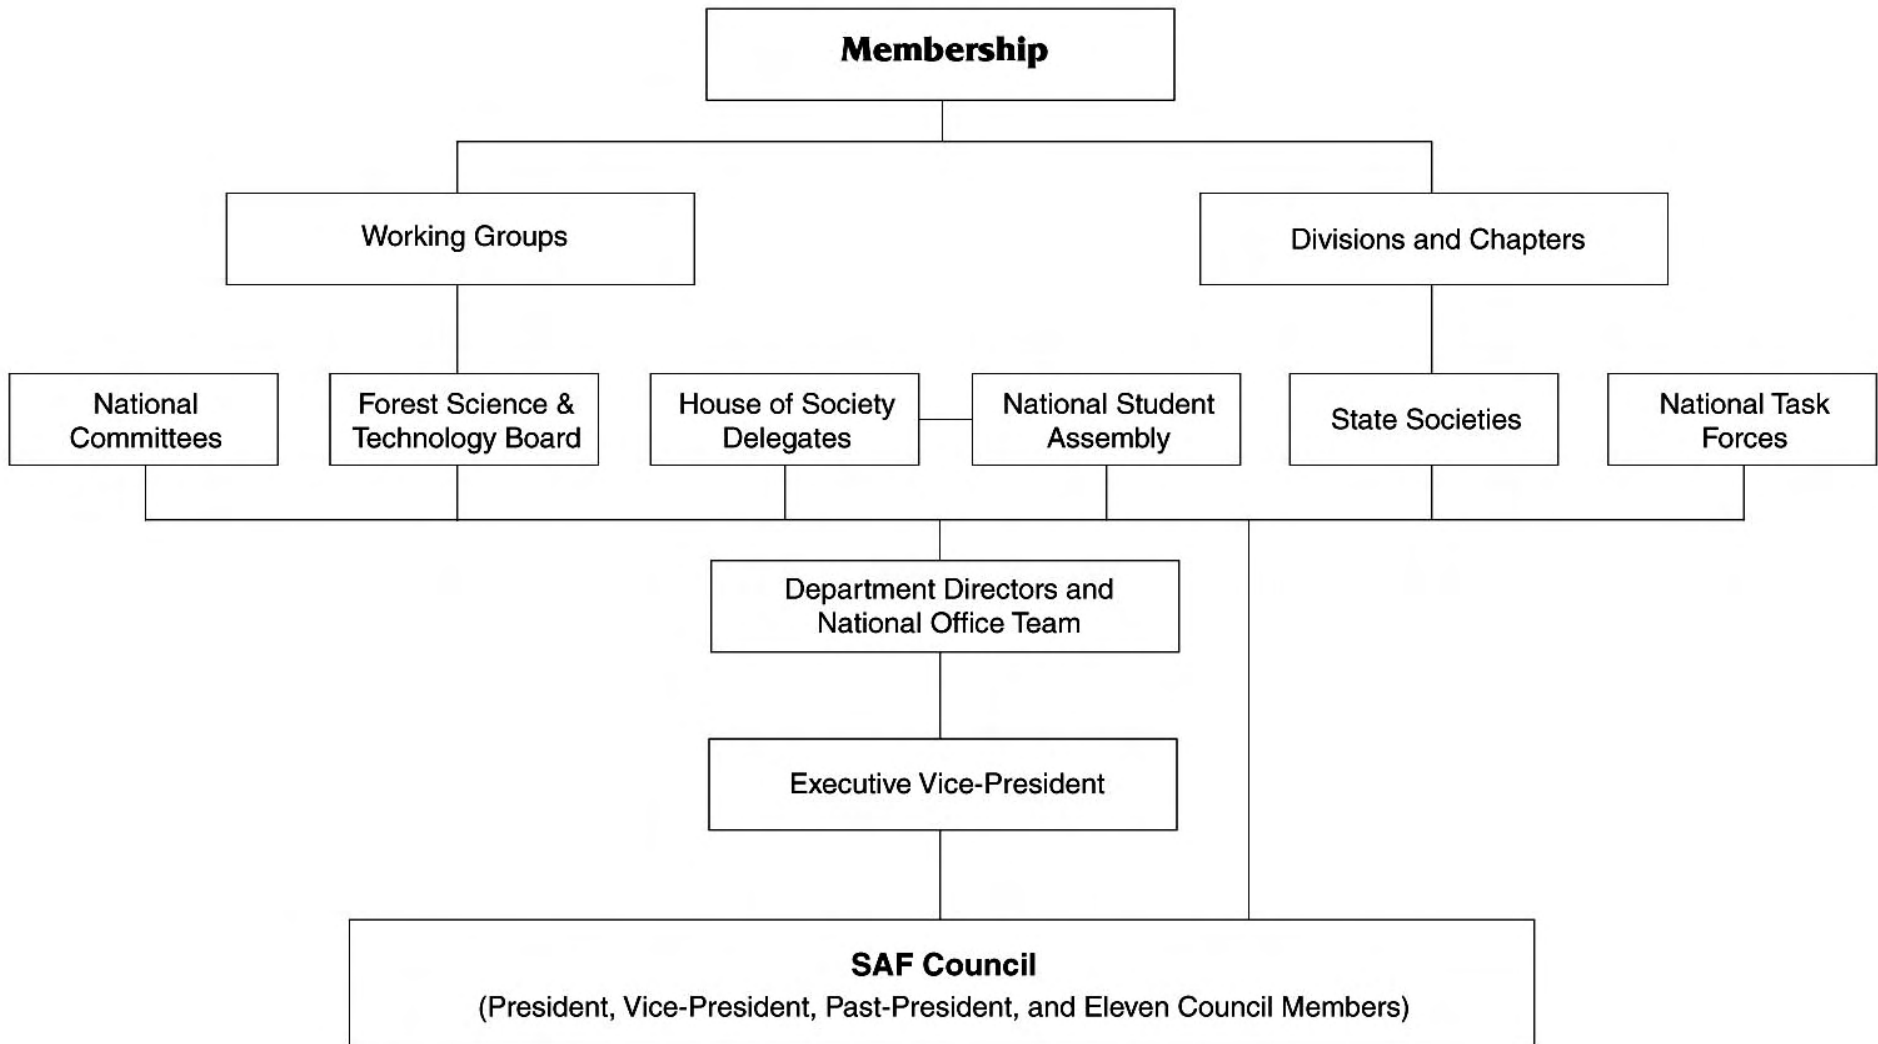 Membership
Working Groups
Divisions and Chapters
National
Committees
Forest Science &
Technology Board
House of Society
Delegates
National Student
Assembly
State Societies
National Task
Forces
Department Directors and
National Office Team
Executive Vice-President
SAF Council
(President, Vice-President, Past-President, and Eleven Council Members)